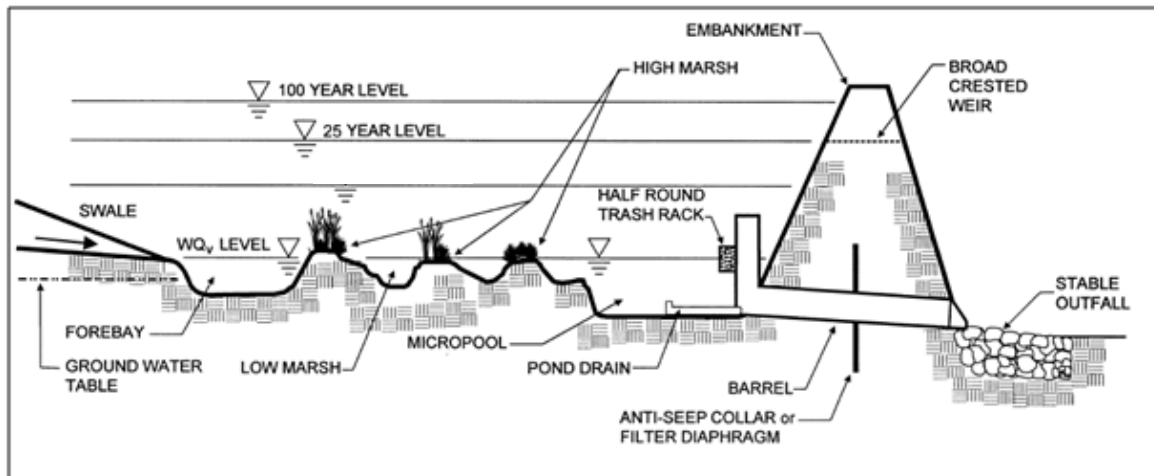 EMBANKMENT
BROAD
CRESTED
WEIR
HIGH MARSH
100 YEAR LEVEL
25 YEAR LEVEL
HALF ROUND
TRASH RACK
SWALE
WQv LEVEL
STABLE
OUTFALL
FOREBAY
MICROPOOL
GROUND WATER
TABLE
LOW MARSH
POND DRAIN
BARREL
ANTI-SEEP COLLAR or
FILTER DIAPHRAGM